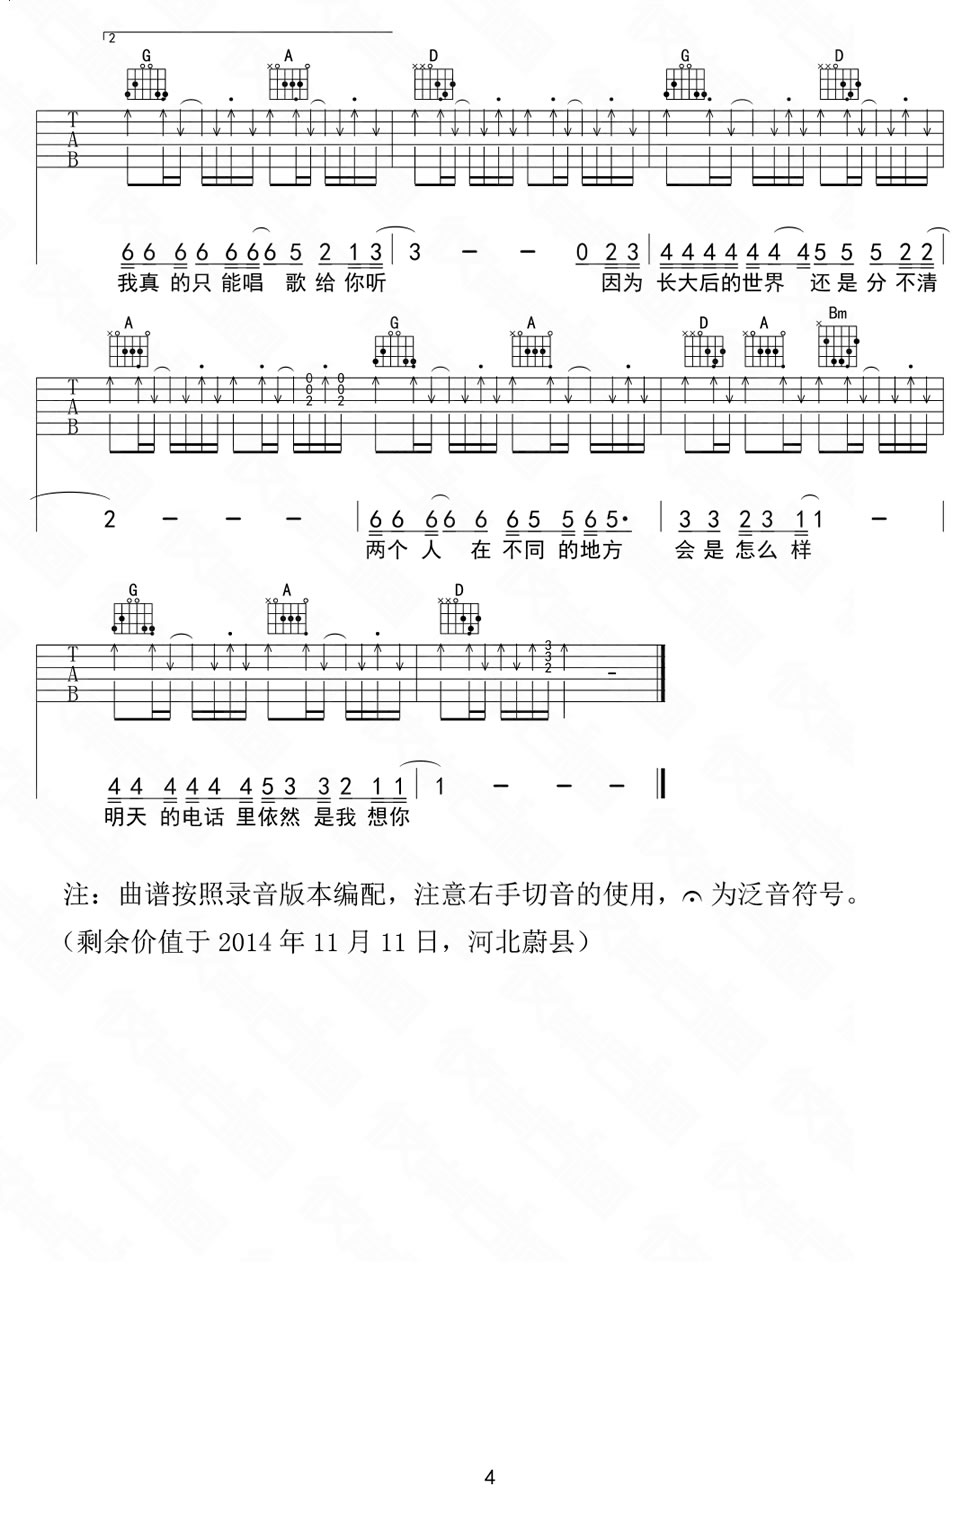 2
G A D G D
T
A
B
6 6 6 6 6 6 6 5 2 1 3 3 － － 0 2 3 4 4 4 4 4 4 4 5 5 5 2 2
我真 的只 能唱 歌给你听 因为 长大后的世界 还是分不清
A G A D A Bm
T
A
B
0 0
0 0
2 2
2 － － － 6 6 6 6 6 6 5 5 6 5· 3 3 2 3 1 1 －
两个 人 在 不同 的地方 会是 怎么 样
G A D
T
A
B
3
3
2
4 4 4 4 4 4 5 3 3 2 1 1 1 － － －
明天 的电话 里依然 是我 想你
注：曲谱按照录音版本编配，注意右手切音的使用，𝄐 为泛音符号。
（剩余价值于 2014 年 11 月 11 日，河北蔚县）
4